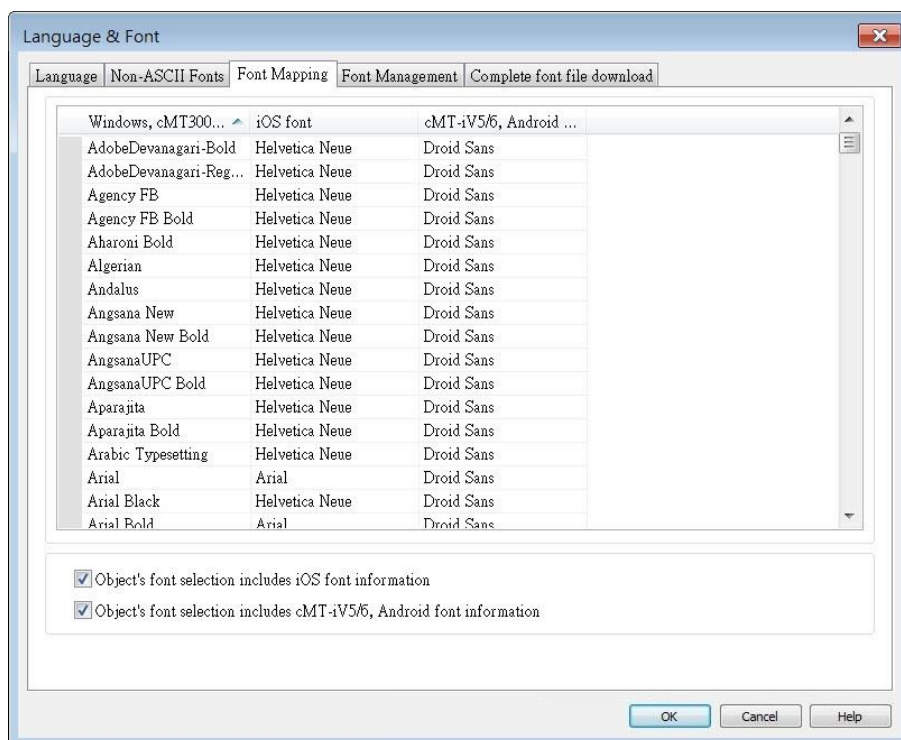 Language & Font
Language Non-ASCII Fonts Font Mapping Font Management Complete font file download
Windows, cMT300... iOS font cMT-iV5/6, Android ...
AdobeDevanagari-Bold Helvetica Neue Droid Sans
AdobeDevanagari-Reg... Helvetica Neue Droid Sans
Agency FB Helvetica Neue Droid Sans
Agency FB Bold Helvetica Neue Droid Sans
Aharoni Bold Helvetica Neue Droid Sans
Algerian Helvetica Neue Droid Sans
Andalus Helvetica Neue Droid Sans
Angsana New Helvetica Neue Droid Sans
Angsana New Bold Helvetica Neue Droid Sans
AngsanaUPC Helvetica Neue Droid Sans
AngsanaUPC Bold Helvetica Neue Droid Sans
Aparajita Helvetica Neue Droid Sans
Aparajita Bold Helvetica Neue Droid Sans
Arabic Typesetting Helvetica Neue Droid Sans
Arial Arial Droid Sans
Arial Black Helvetica Neue Droid Sans
Arial Bold Arial Droid Sans
Object's font selection includes iOS font information
Object's font selection includes cMT-iV5/6, Android font information
OK Cancel Help